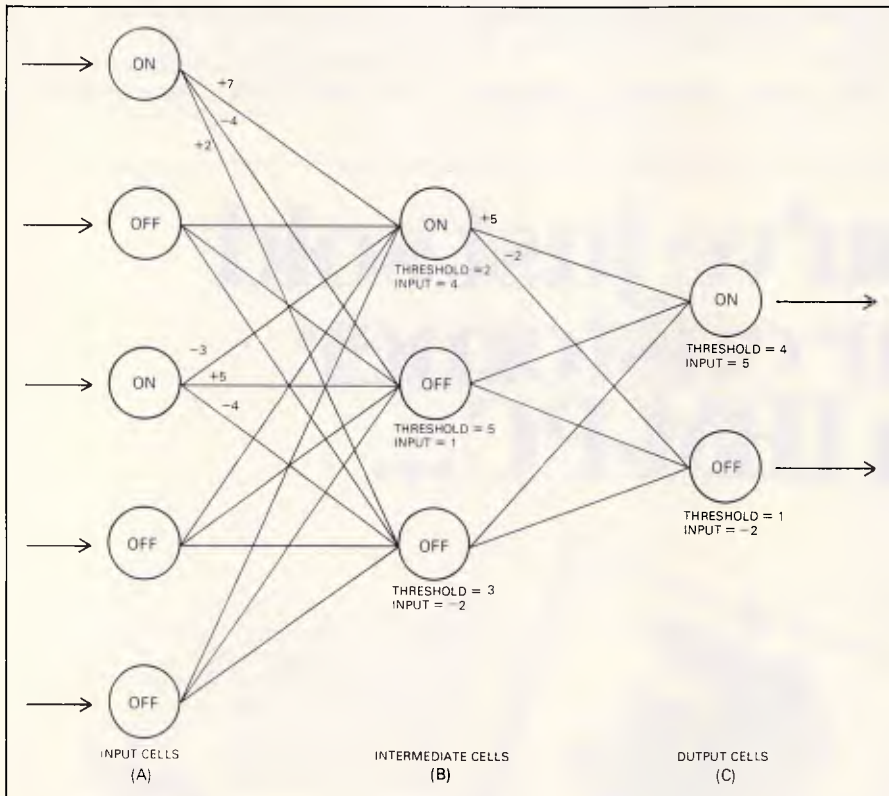 ON
+7
-4
+2
OFF
ON
+5
-2
THRESHOLD =2
INPUT = 4
ON
THRESHOLD = 4
INPUT = 5
ON
-3
+5
-4
OFF
THRESHOLD = 5
INPUT = 1
OFF
THRESHOLD = 1
INPUT = -2
OFF
OFF
THRESHOLD = 3
INPUT = -2
OFF
INPUT CELLS
(A)
INTERMEDIATE CELLS
(B)
OUTPUT CELLS
(C)